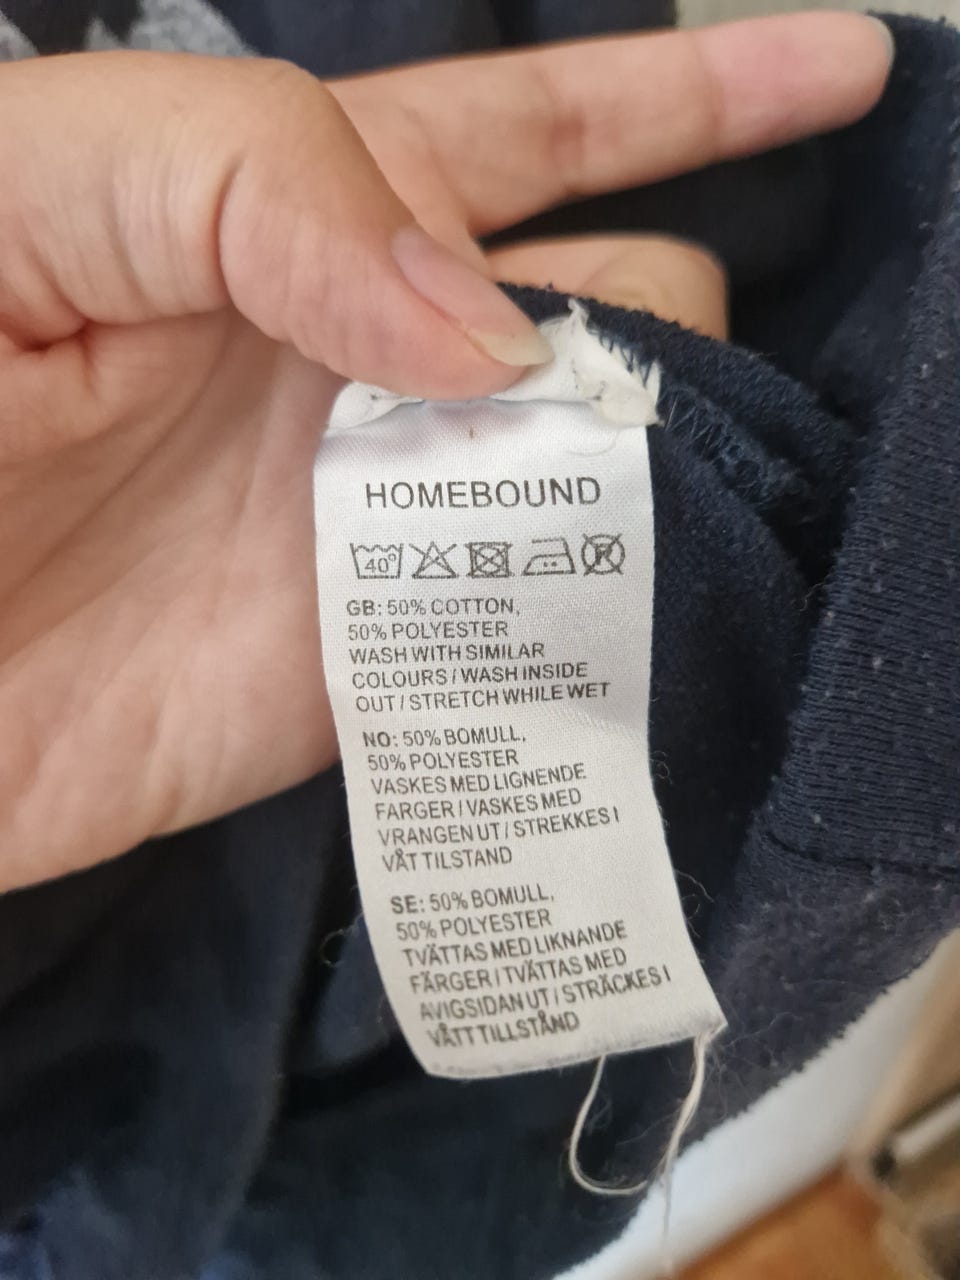 HOMEBOUND
40°
P
GB: 50% COTTON,
50% POLYESTER
WASH WITH SIMILAR
COLOURS / WASH INSIDE
OUT / STRETCH WHILE WET
NO: 50% BOMULL,
50% POLYESTER
VASKES MED LIGNENDE
FARGER / VASKES MED
VRANGEN UT / STREKKES I
VÅT TILSTAND
SE: 50% BOMULL,
50% POLYESTER
TVÄTTAS MED LIKNANDE
FÄRGER / TVÄTTAS MED
AVIGSIDAN UT / STRÄCKES I
VÅTT TILLSTÅND